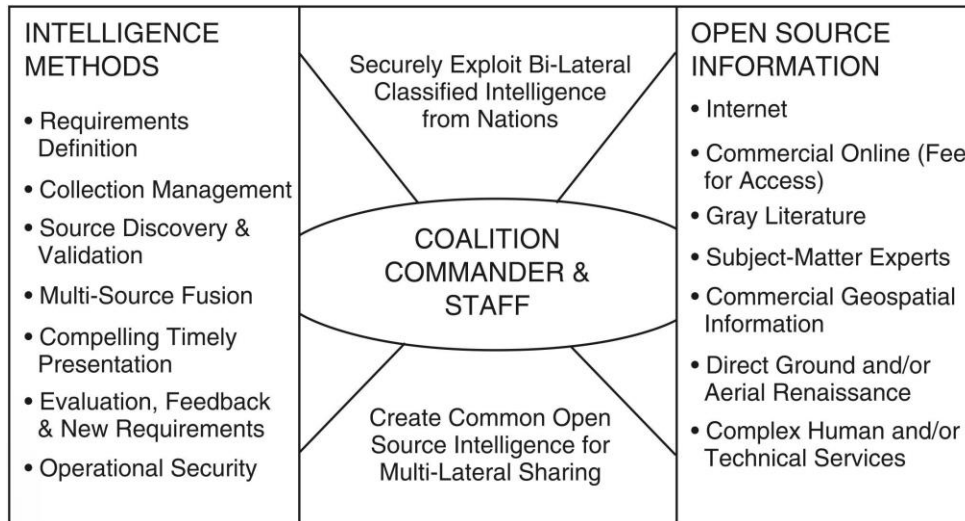 INTELLIGENCE
METHODS
• Requirements
Definition
• Collection Management
• Source Discovery &
Validation
• Multi-Source Fusion
• Compelling Timely
Presentation
• Evaluation, Feedback
& New Requirements
• Operational Security
Securely Exploit Bi-Lateral
Classified Intelligence
from Nations
COALITION
COMMANDER &
STAFF
Create Common Open
Source Intelligence for
Multi-Lateral Sharing
OPEN SOURCE
INFORMATION
• Internet
• Commercial Online (Fee
for Access)
• Gray Literature
• Subject-Matter Experts
• Commercial Geospatial
Information
• Direct Ground and/or
Aerial Renaissance
• Complex Human and/or
Technical Services